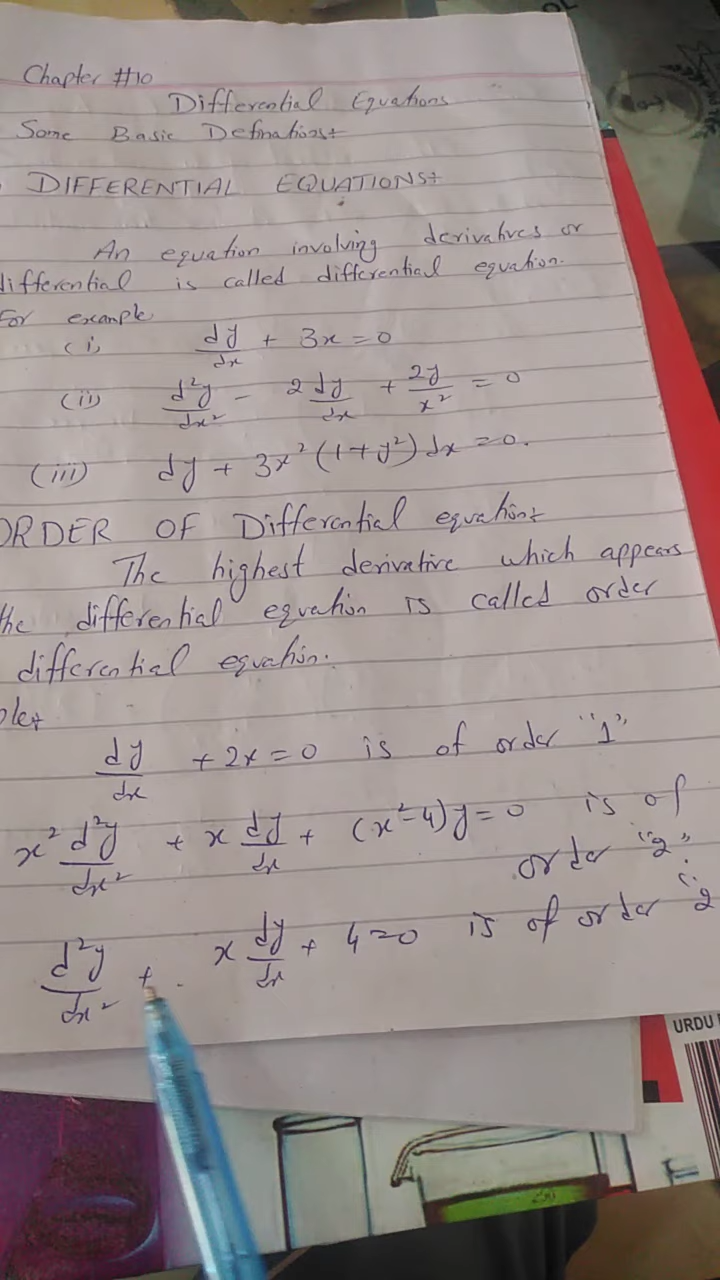 Chapter #10
Differential Equations
Some Basic Definations:
DIFFERENTIAL EQUATIONS:
An equation involving derivatives or
differential is called differential equation.
For example
(i) dy/dx + 3x = 0
(ii) d²y/dx² - 2dy/dx + 2y/x² = 0
(iii) dy + 3x²(1+y²)dx = 0.
ORDER OF Differential equation:
The highest derivative which appears
the differential equation is called order
differential equation.
dy/dx + 2x = 0 is of order "1"
x² d²y/dx² + x dy/dx + (x²-4)y = 0 is of
order "2".
d²y/dx² + x dy/dx + 4 = 0 is of order "2
URDU